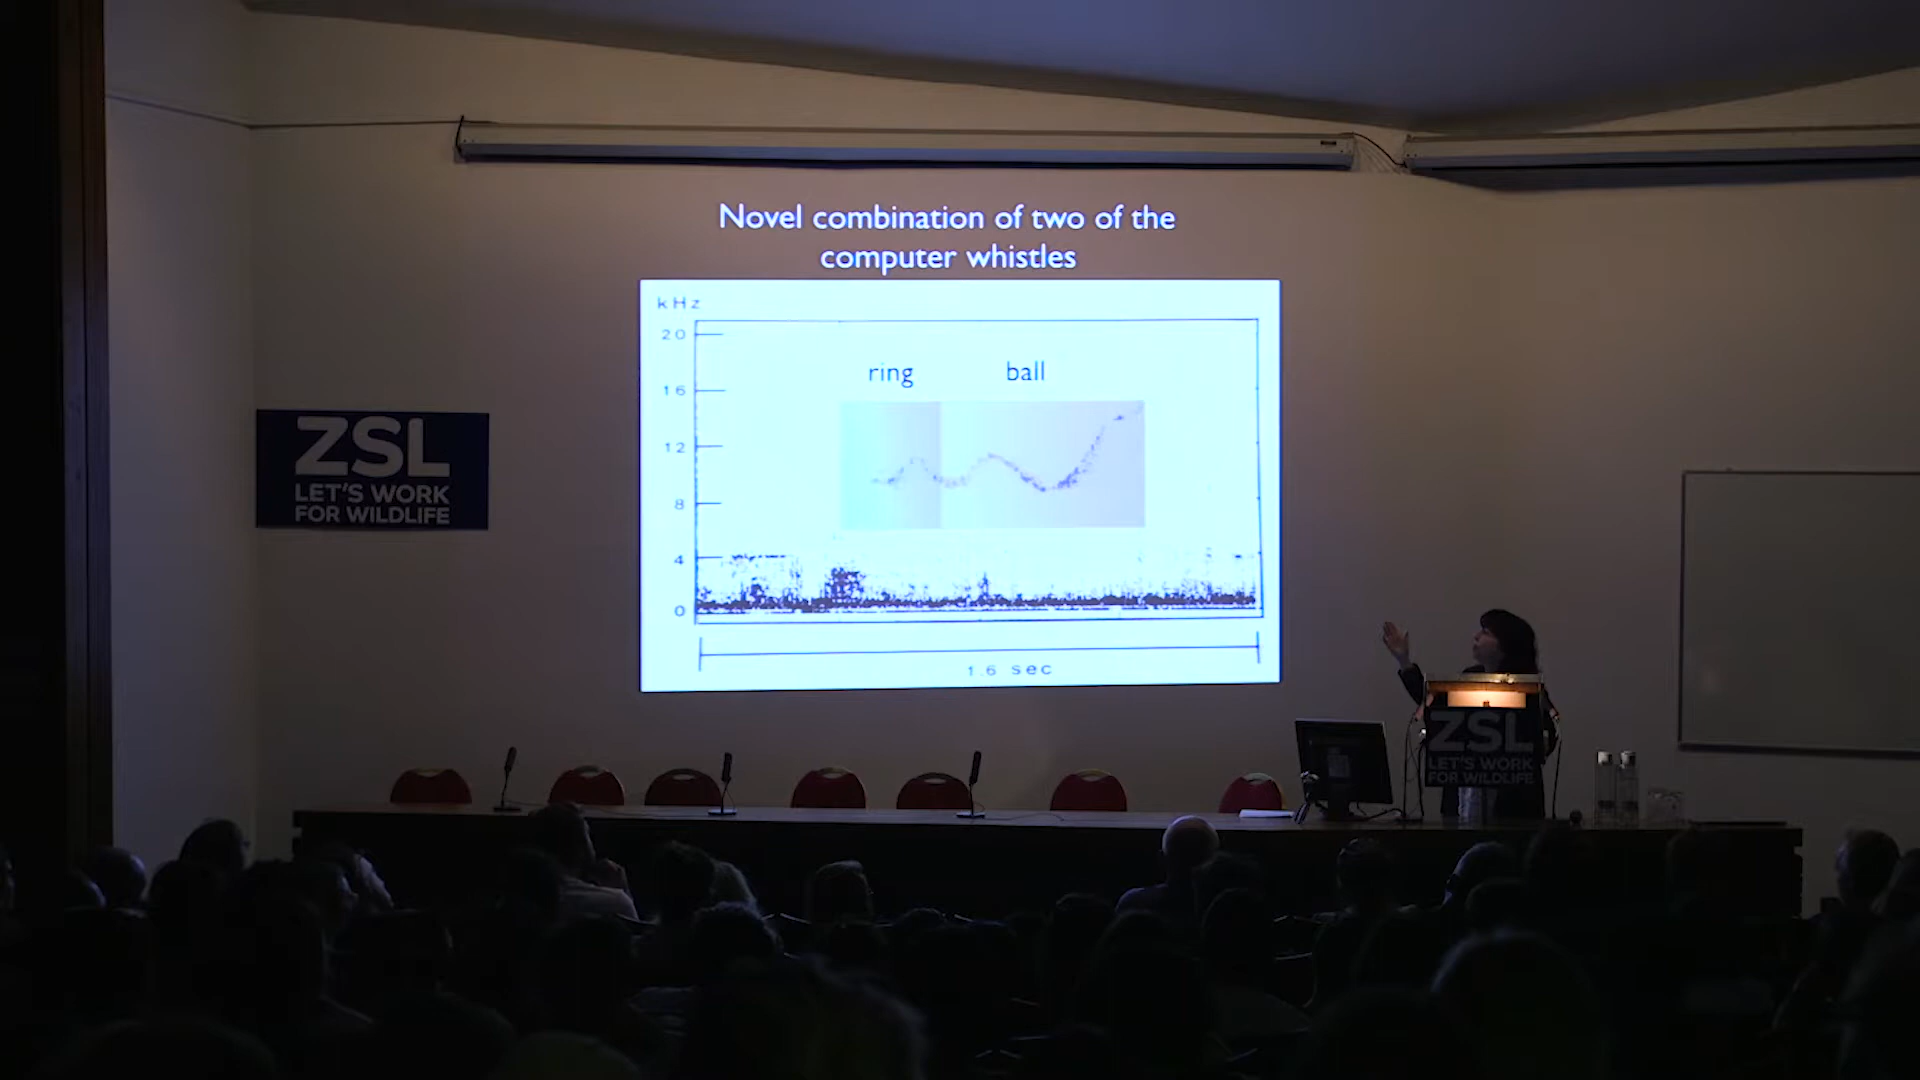 Novel combination of two of the
computer whistles
kHz
20
16
12
8
4
0
ring ball
1.6 sec
ZSL
LET'S WORK
FOR WILDLIFE
ZSL
LET'S WORK
FOR WILDLIFE